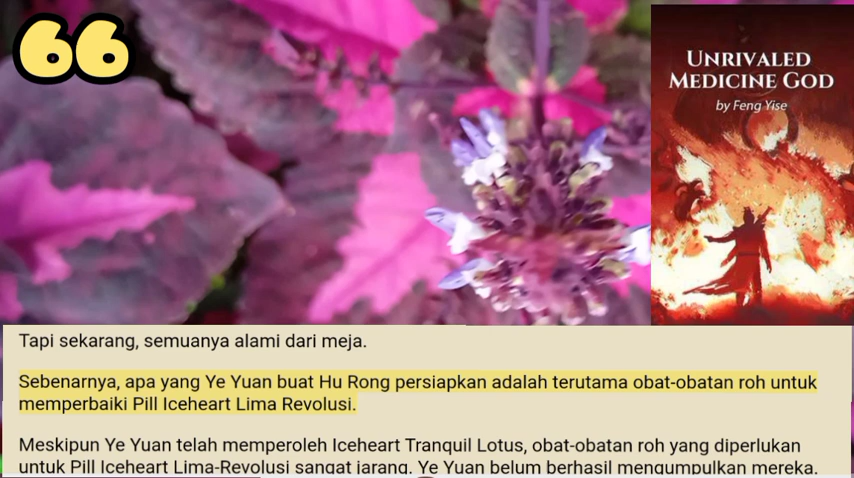 66
UNRIVALED
MEDICINE GOD
by Feng Yise
Tapi sekarang, semuanya alami dari meja.
Sebenarnya, apa yang Ye Yuan buat Hu Rong persiapkan adalah terutama obat-obatan roh untuk
memperbaiki Pill Iceheart Lima Revolusi.
Meskipun Ye Yuan telah memperoleh Iceheart Tranquil Lotus, obat-obatan roh yang diperlukan
untuk Pill Iceheart Lima-Revolusi sangat jarang. Ye Yuan belum berhasil mengumpulkan mereka.